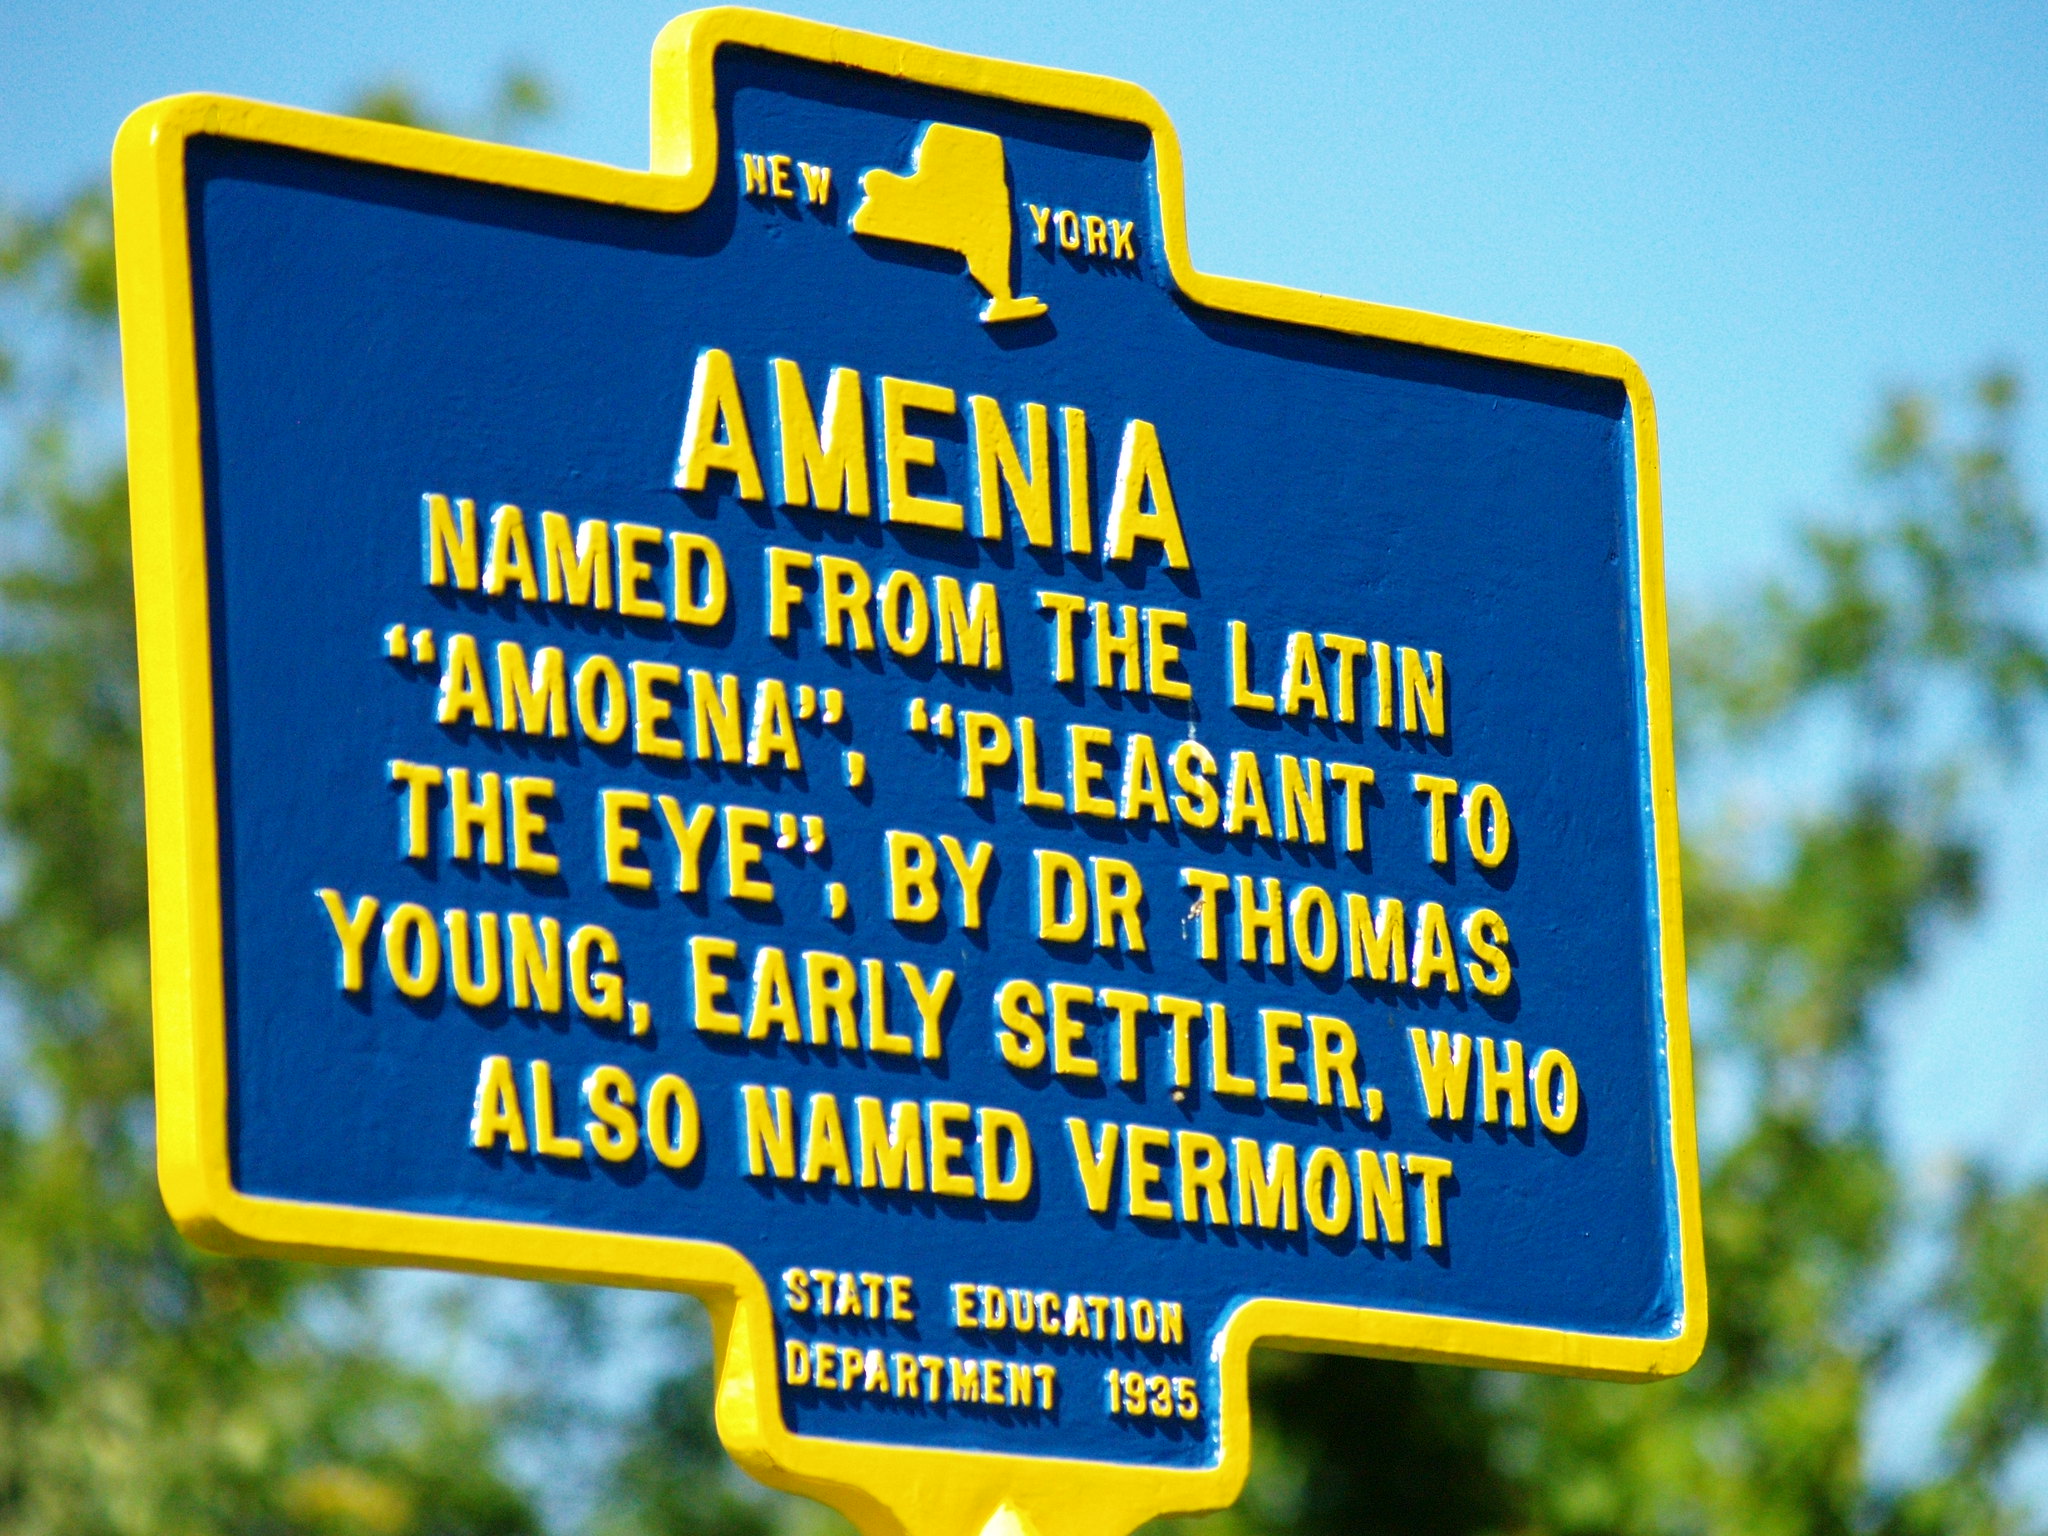 NEW YORK
AMENIA
NAMED FROM THE LATIN
“AMOENA”, “PLEASANT TO
THE EYE”, BY DR THOMAS
YOUNG, EARLY SETTLER, WHO
ALSO NAMED VERMONT
STATE EDUCATION
DEPARTMENT 1935